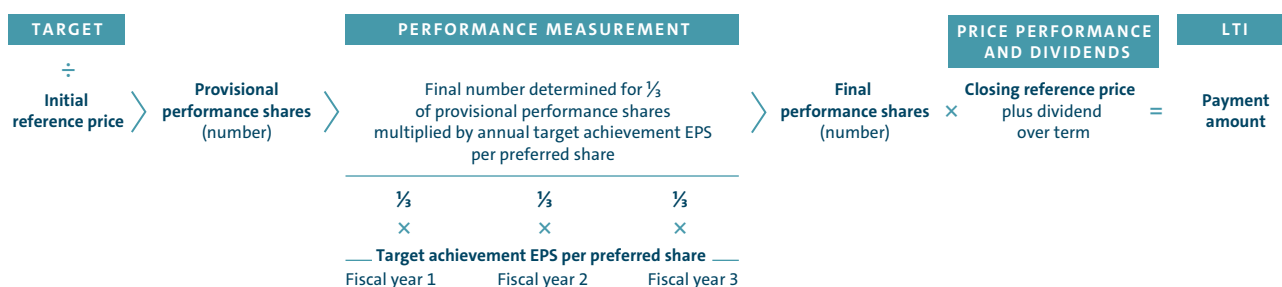 TARGET
÷
Initial
reference price
Provisional
performance shares
(number)
PERFORMANCE MEASUREMENT
Final number determined for ⅓
of provisional performance shares
multiplied by annual target achievement EPS
per preferred share
⅓ ⅓ ⅓
× × ×
Target achievement EPS per preferred share
Fiscal year 1 Fiscal year 2 Fiscal year 3
Final
performance shares
(number)
×
PRICE PERFORMANCE
AND DIVIDENDS
Closing reference price
plus dividend
over term
=
LTI
Payment
amount